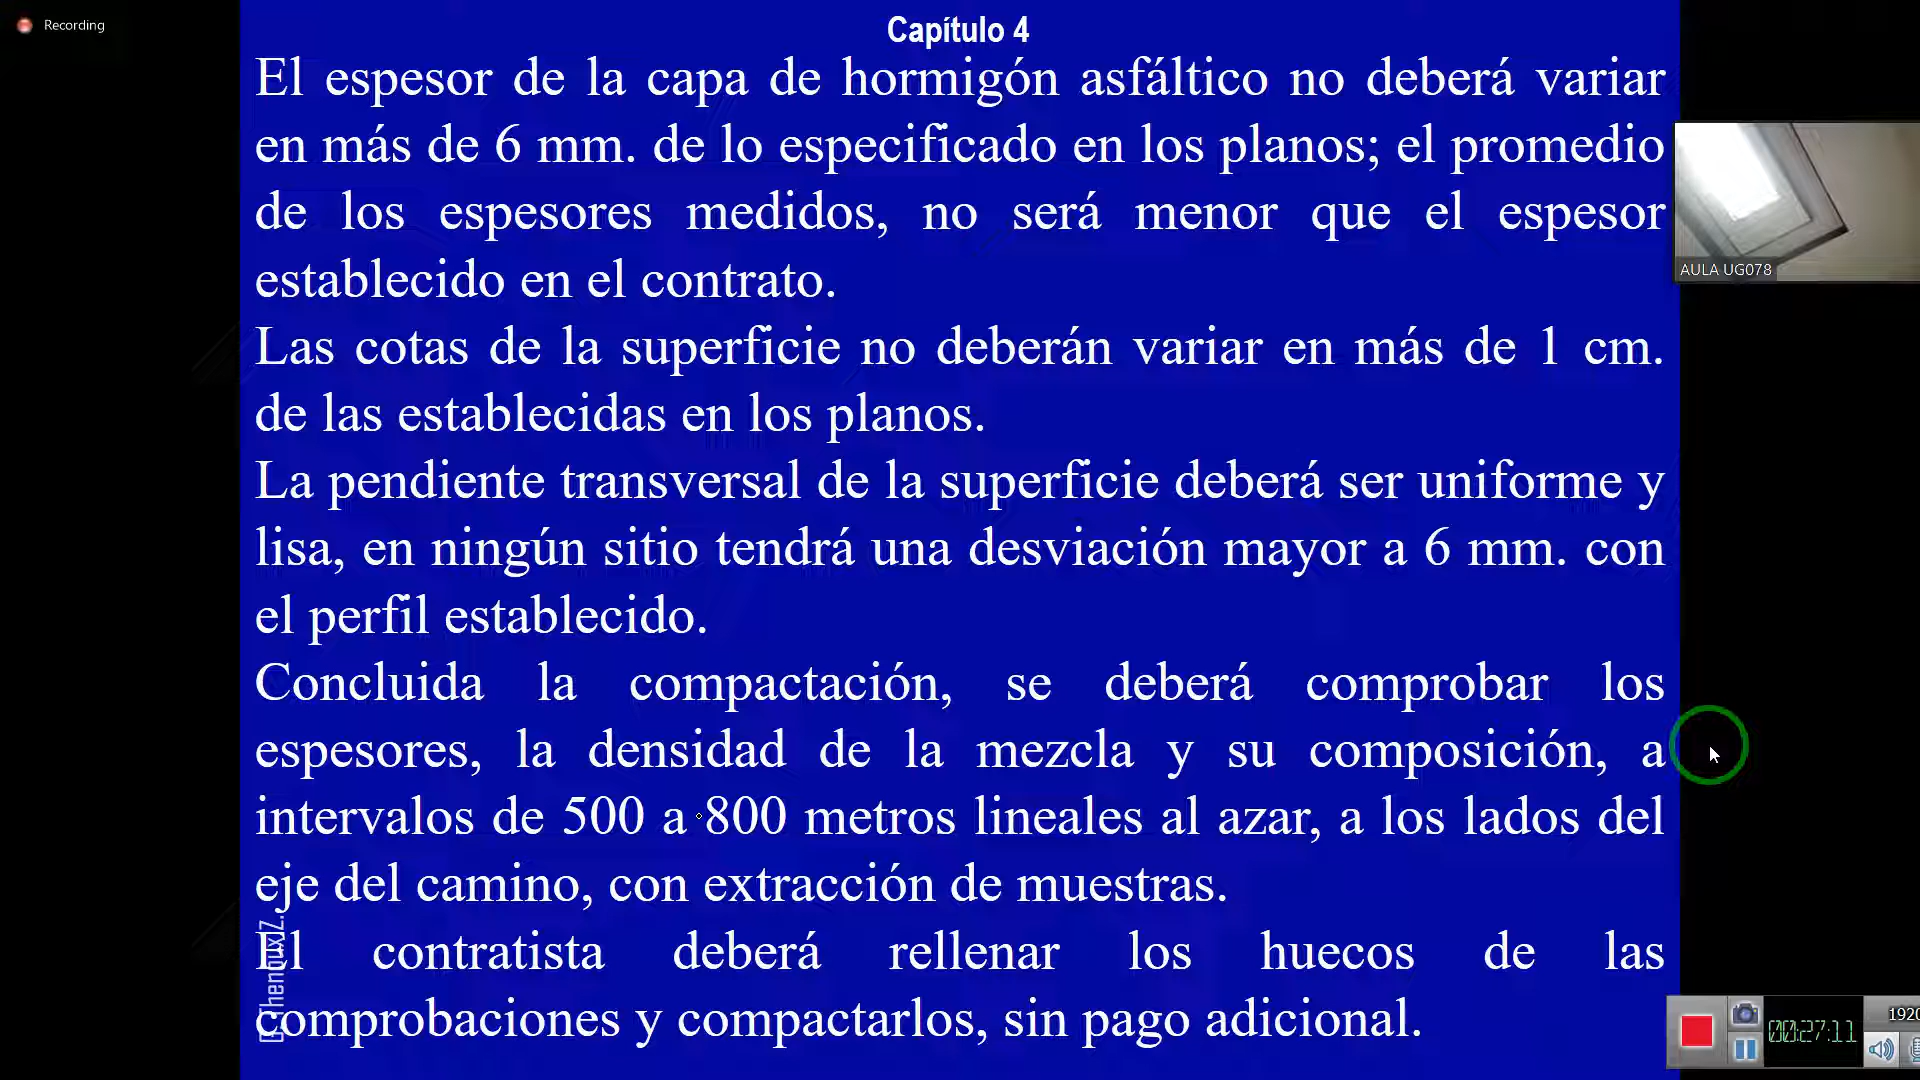 Recording
Capítulo 4
El espesor de la capa de hormigón asfáltico no deberá variar
en más de 6 mm. de lo especificado en los planos; el promedio
de los espesores medidos, no será menor que el espesor
establecido en el contrato.
Las cotas de la superficie no deberán variar en más de 1 cm.
de las establecidas en los planos.
La pendiente transversal de la superficie deberá ser uniforme y
lisa, en ningún sitio tendrá una desviación mayor a 6 mm. con
el perfil establecido.
Concluida la compactación, se deberá comprobar los
espesores, la densidad de la mezcla y su composición, a
intervalos de 500 a 800 metros lineales al azar, a los lados del
eje del camino, con extracción de muestras.
El contratista deberá rellenar los huecos de las
comprobaciones y compactarlos, sin pago adicional.
AULA UG078
00:27:11
1920